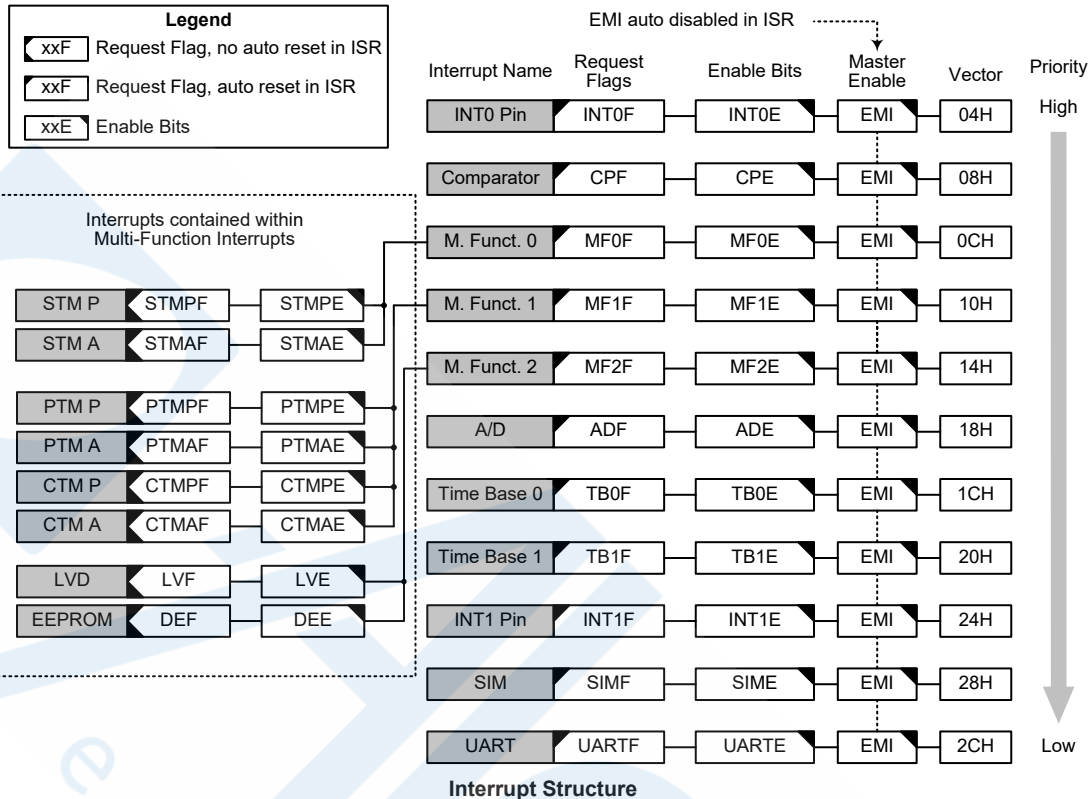 Legend
xxF Request Flag, no auto reset in ISR
xxF Request Flag, auto reset in ISR
xxE Enable Bits
EMI auto disabled in ISR
Interrupt Name Request Flags Enable Bits Master Enable Vector Priority
INT0 Pin INT0F INT0E EMI 04H High
Comparator CPF CPE EMI 08H
Interrupts contained within
Multi-Function Interrupts
M. Funct. 0 MF0F MF0E EMI 0CH
STM P STMPF STMPE M. Funct. 1 MF1F MF1E EMI 10H
STM A STMAF STMAE
M. Funct. 2 MF2F MF2E EMI 14H
PTM P PTMPF PTMPE
PTM A PTMAF PTMAE A/D ADF ADE EMI 18H
CTM P CTMPF CTMPE Time Base 0 TB0F TB0E EMI 1CH
CTM A CTMAF CTMAE
Time Base 1 TB1F TB1E EMI 20H
LVD LVF LVE
EEPROM DEF DEE INT1 Pin INT1F INT1E EMI 24H
SIM SIMF SIME EMI 28H
UART UARTF UARTE EMI 2CH Low
Interrupt Structure